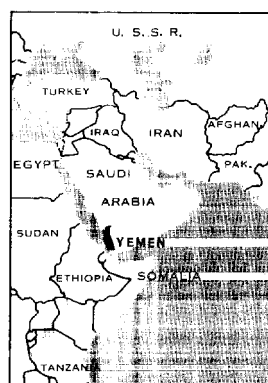 U. S. S. R.
TURKEY
IRAQ
IRAN
AFGHAN.
EGYPT
SAUDI
PAK.
ARABIA
SUDAN
YEMEN
ETHIOPIA
SOMALIA
TANZANIA